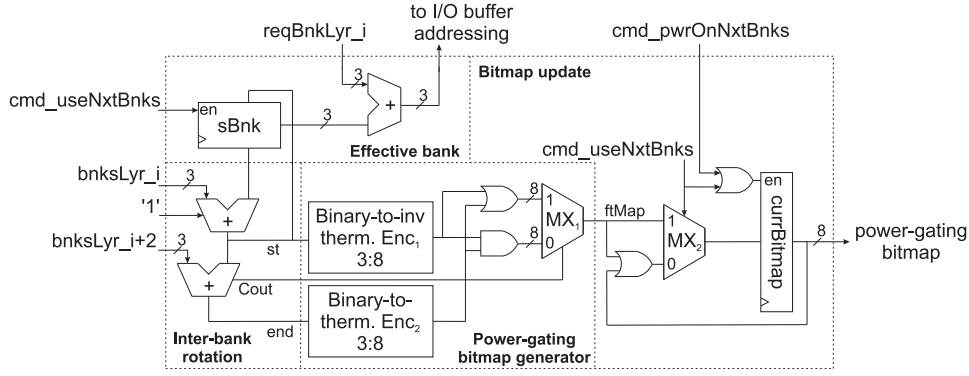 to I/O buffer
addressing
reqBnkLyr_i
cmd_pwrOnNxtBnks
Bitmap update
cmd_useNxtBnks
en
sBnk
3
3
+
3
Effective bank
cmd_useNxtBnks
bnksLyr_i
3
'1'
+
bnksLyr_i+2
3
+
st
Cout
end
Binary-to-inv
therm. Enc1
3:8
Binary-to-
therm. Enc2
3:8
8
8
1
MX1
0
ftMap
1
MX2
0
en
currBitmap
8
power-gating
bitmap
Inter-bank
rotation
Power-gating
bitmap generator